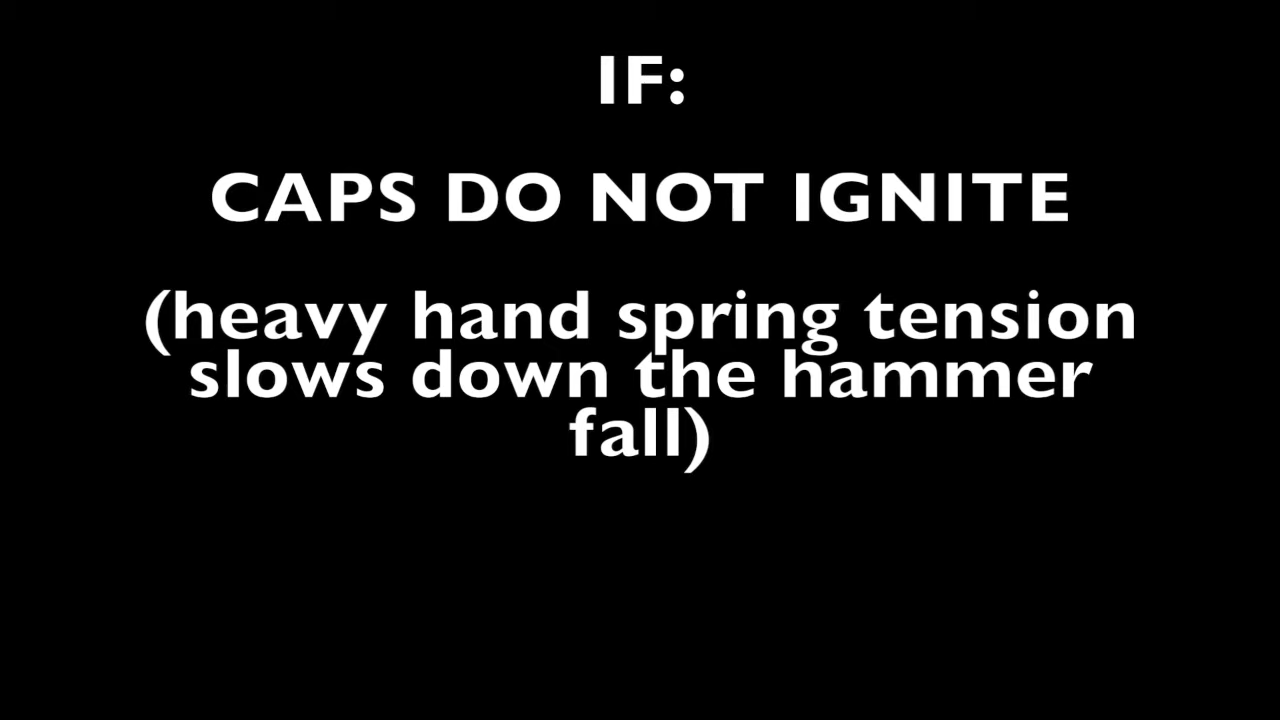 IF:
CAPS DO NOT IGNITE
(heavy hand spring tension
slows down the hammer
fall)